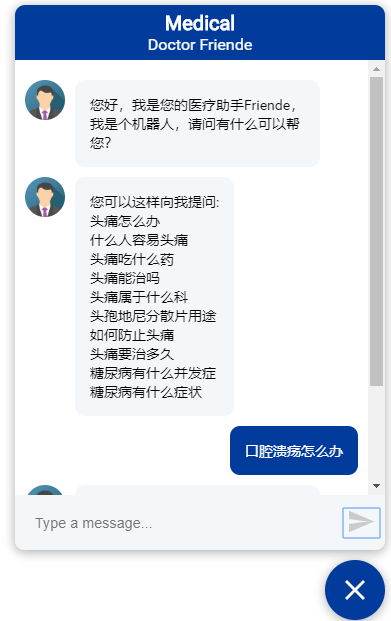 Medical
Doctor Friende
您好，我是您的医疗助手Friende，
我是个机器人，请问有什么可以帮
您？
您可以这样向我提问:
头痛怎么办
什么人容易头痛
头痛吃什么药
头痛能治吗
头痛属于什么科
头孢地尼分散片用途
如何防止头痛
头痛要治多久
糖尿病有什么并发症
糖尿病有什么症状
口腔溃疡怎么办
Type a message...